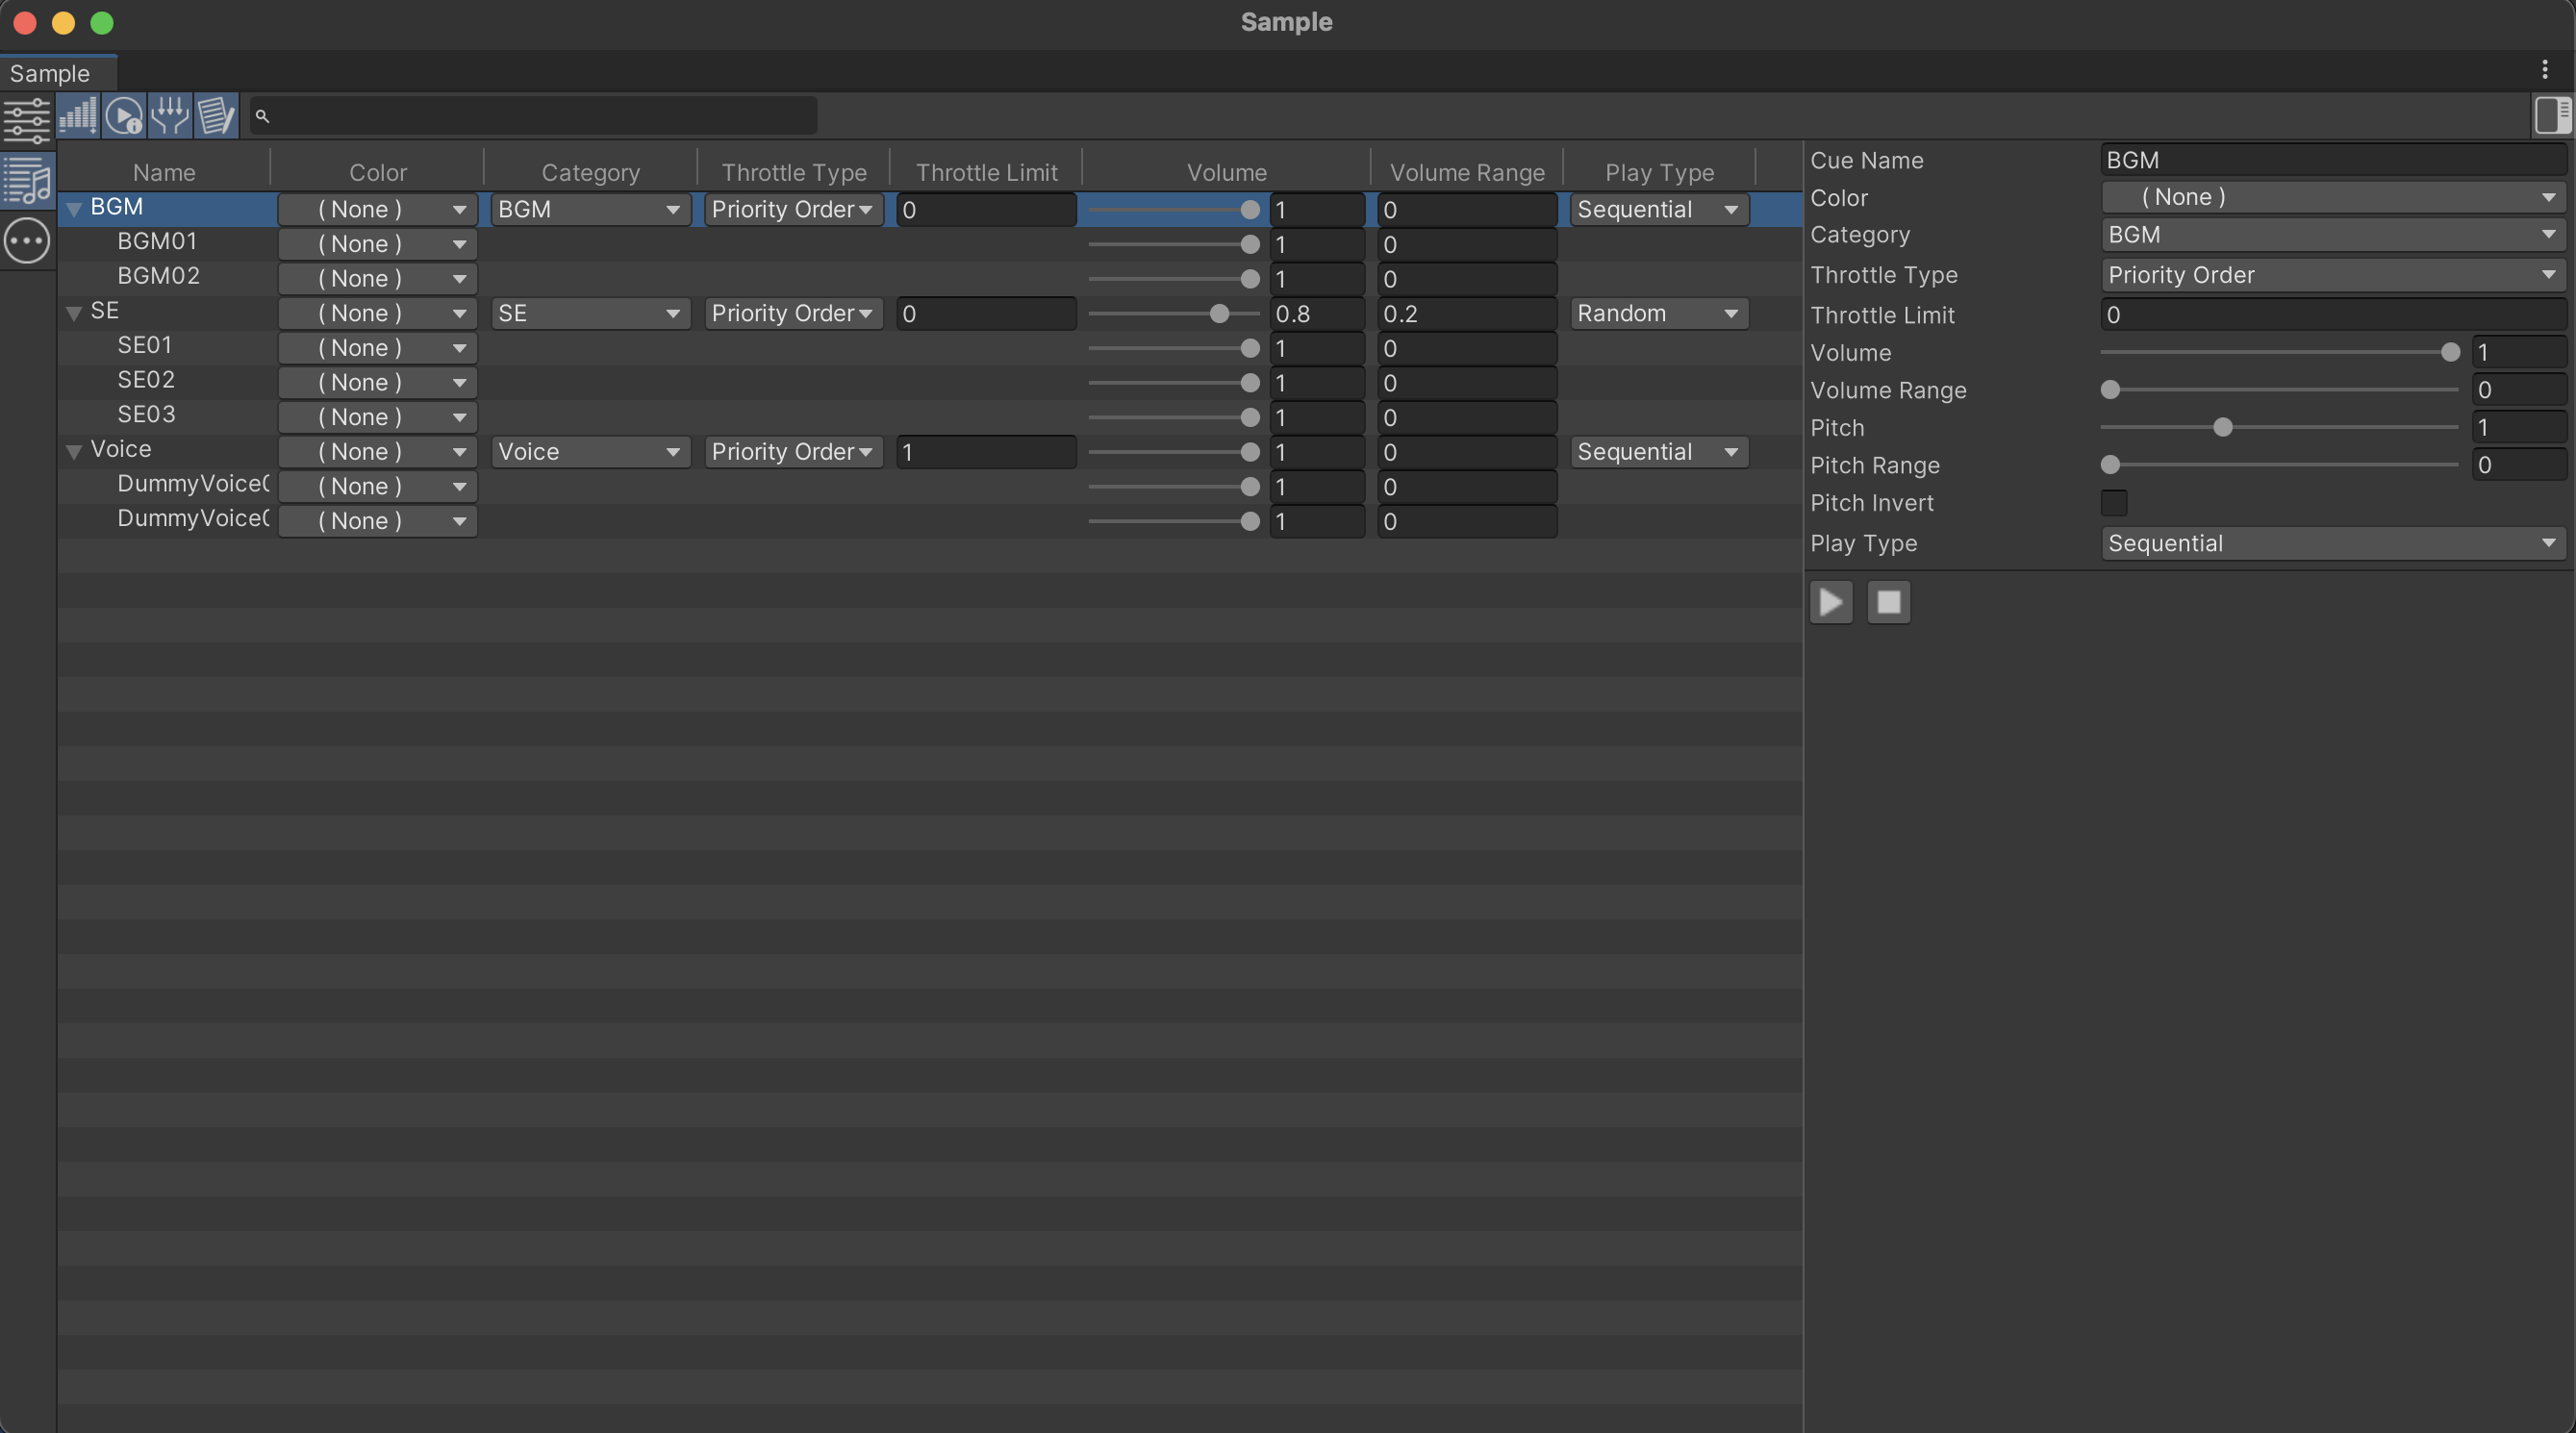 Sample
Sample
Name Color Category Throttle Type Throttle Limit Volume Volume Range Play Type
BGM ( None ) BGM Priority Order 0 1 0 Sequential
BGM01 ( None ) 1 0
BGM02 ( None ) 1 0
SE ( None ) SE Priority Order 0 0.8 0.2 Random
SE01 ( None ) 1 0
SE02 ( None ) 1 0
SE03 ( None ) 1 0
Voice ( None ) Voice Priority Order 1 1 0 Sequential
( None ) 1 0
( None ) 1 0
Cue Name BGM
Color ( None )
Category BGM
Throttle Type Priority Order
Throttle Limit 0
Volume 1
Volume Range 0
Pitch 1
Pitch Range 0
Pitch Invert
Play Type Sequential